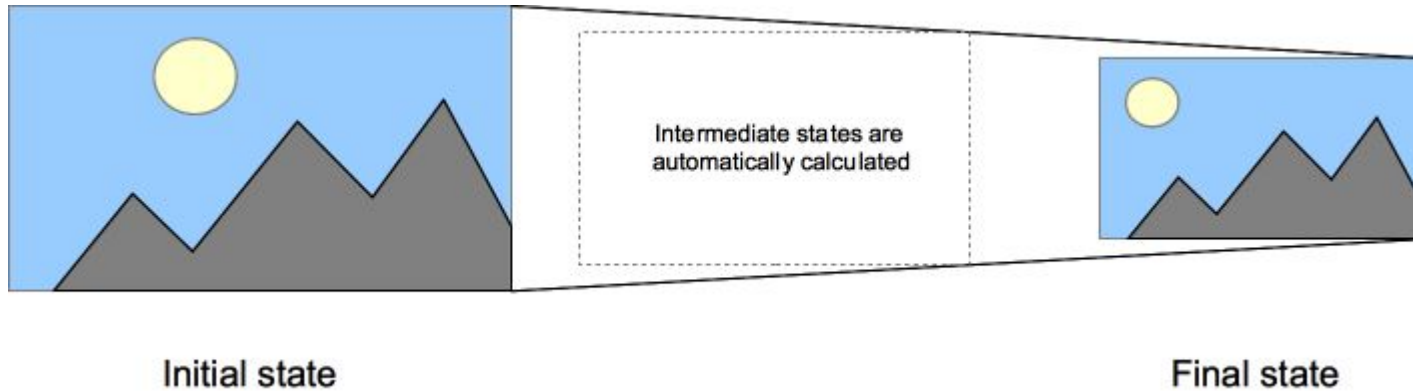 Intermediate states are
automatically calculated
Initial state
Final state